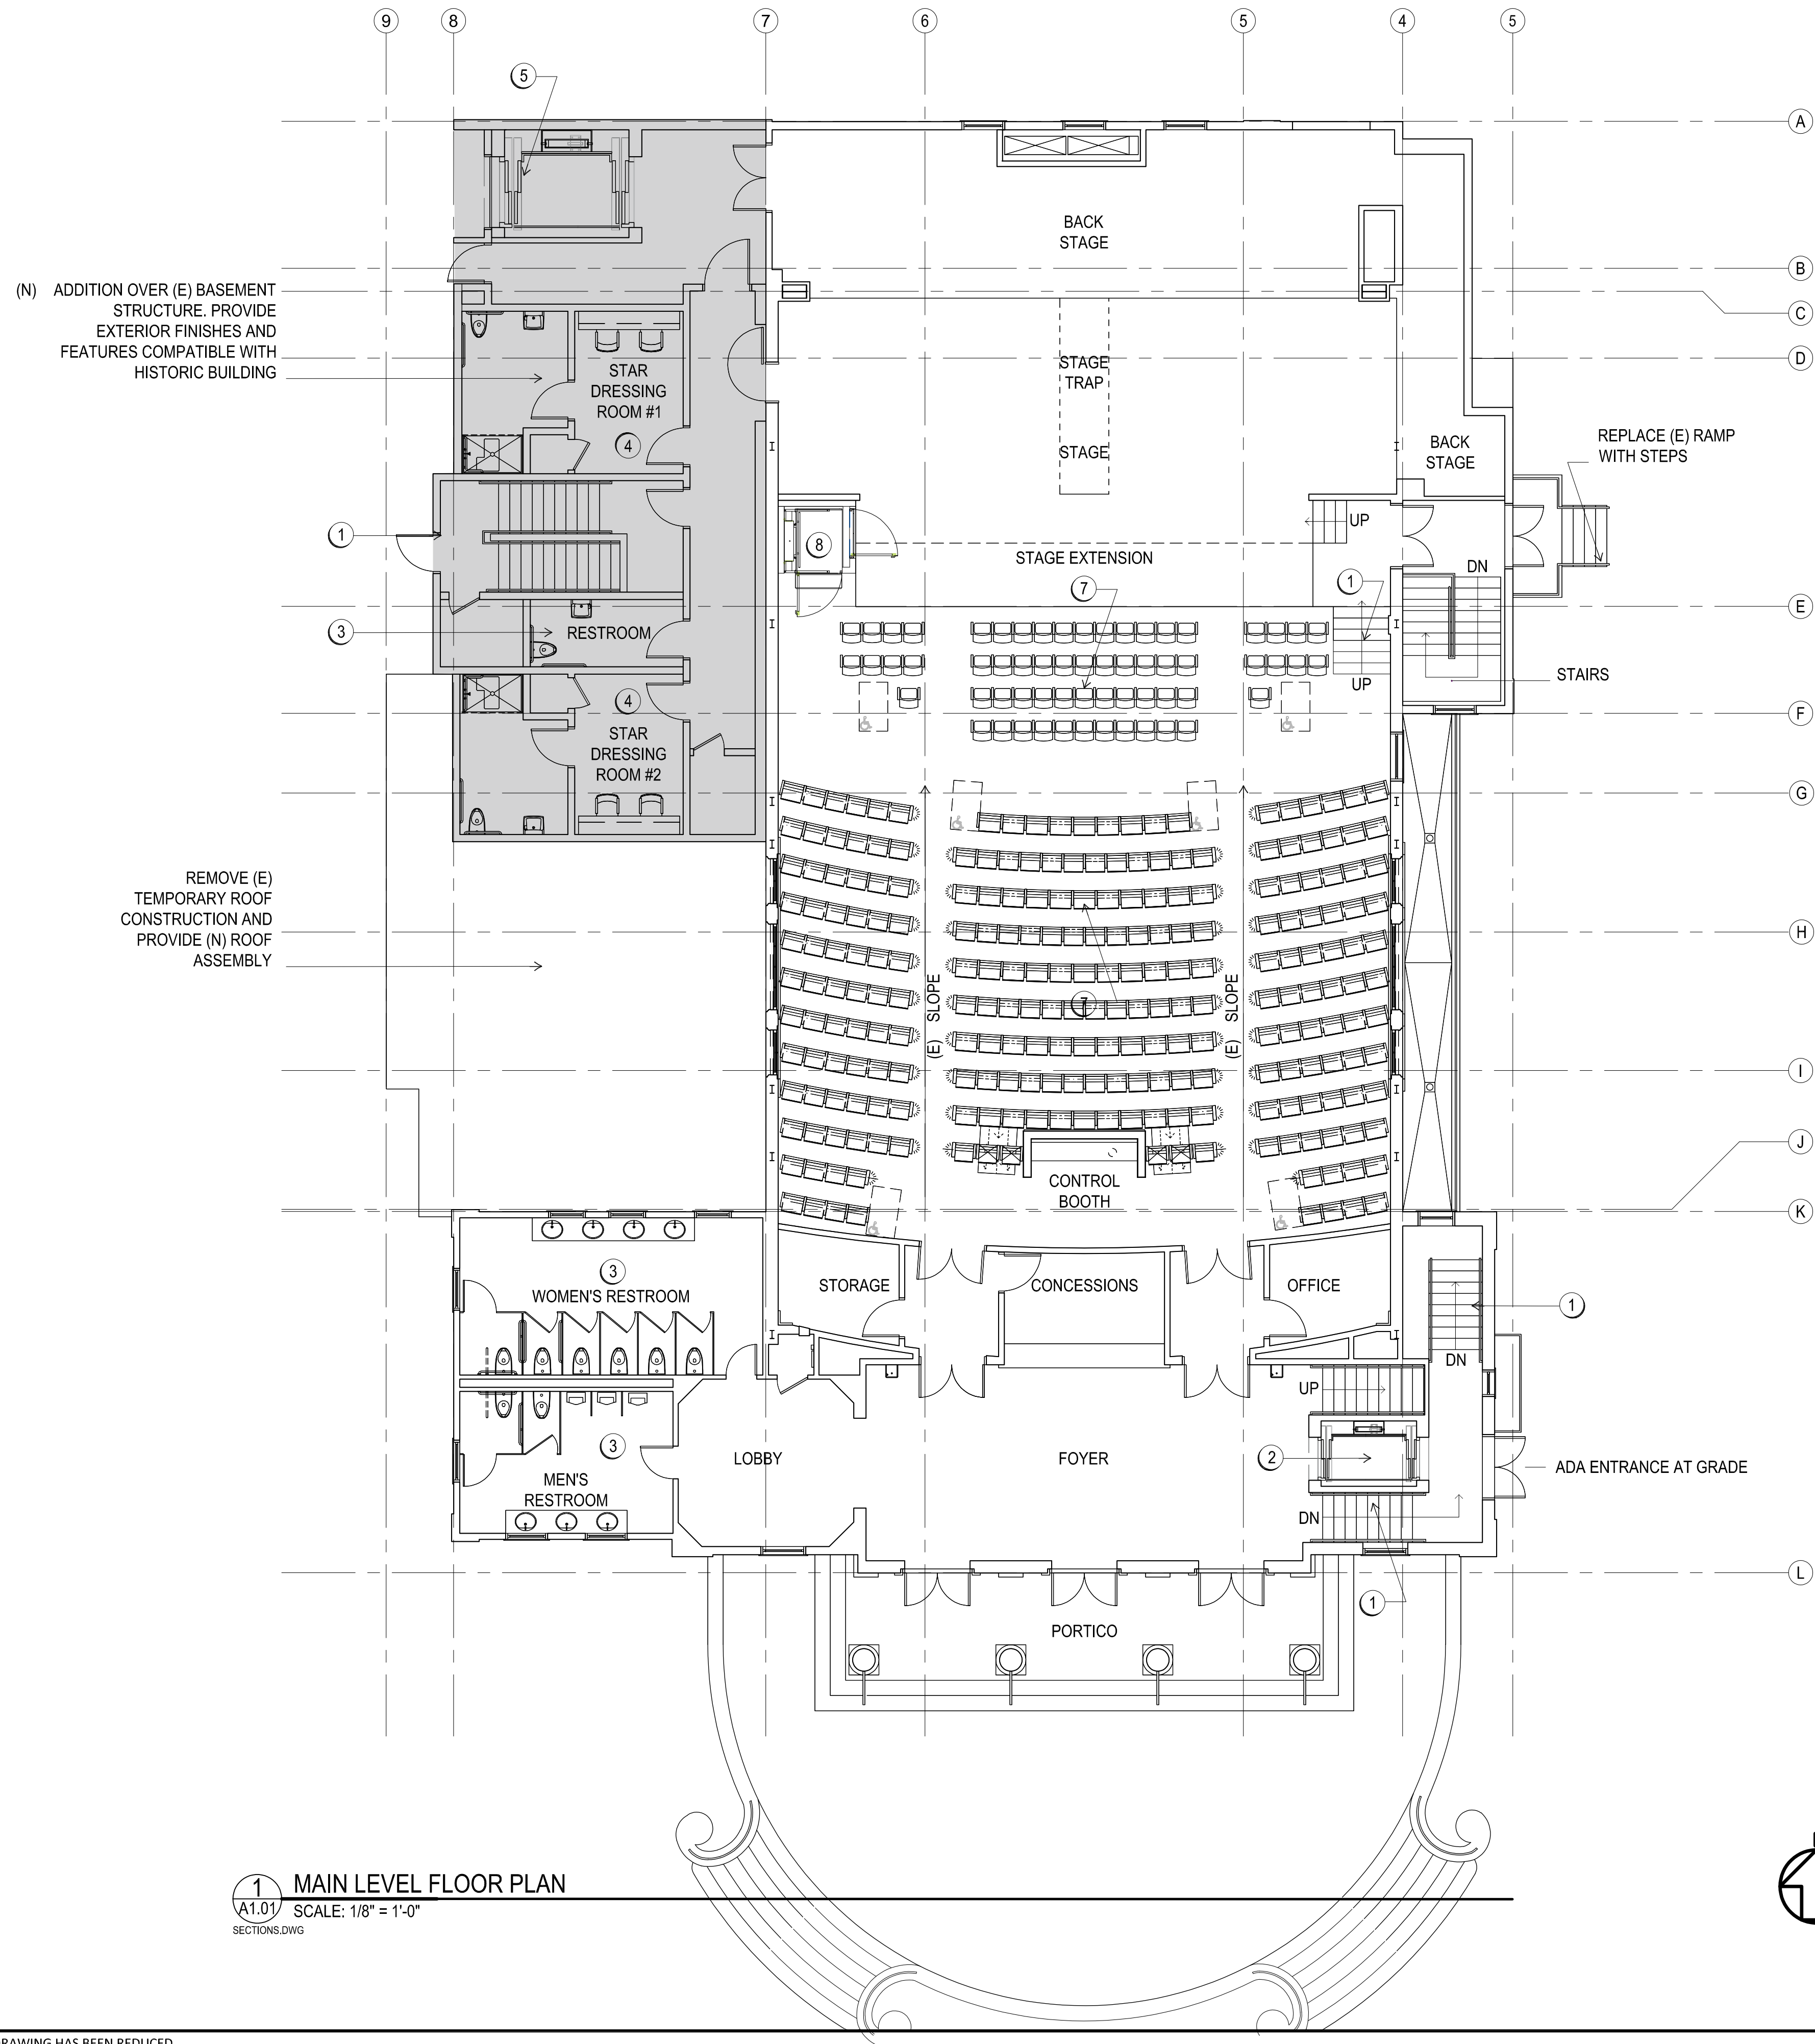 9
8
7
6
5
4
5
5
A
BACK
STAGE
B
(N) ADDITION OVER (E) BASEMENT
STRUCTURE. PROVIDE
EXTERIOR FINISHES AND
FEATURES COMPATIBLE WITH
HISTORIC BUILDING
C
D
STAR
DRESSING
ROOM #1
4
STAGE
TRAP
STAGE
BACK
STAGE
REPLACE (E) RAMP
WITH STEPS
1
8
UP
STAGE EXTENSION
DN
7
1
E
3
RESTROOM
UP
STAIRS
4
STAR
DRESSING
ROOM #2
F
G
REMOVE (E)
TEMPORARY ROOF
CONSTRUCTION AND
PROVIDE (N) ROOF
ASSEMBLY
H
(E) SLOPE
7
(E) SLOPE
I
J
CONTROL
BOOTH
K
3
WOMEN'S RESTROOM
STORAGE
CONCESSIONS
OFFICE
1
DN
UP
3
MEN'S
RESTROOM
LOBBY
FOYER
2
ADA ENTRANCE AT GRADE
DN
L
1
PORTICO
1
A1.01
MAIN LEVEL FLOOR PLAN
SCALE: 1/8" = 1'-0"
SECTIONS.DWG